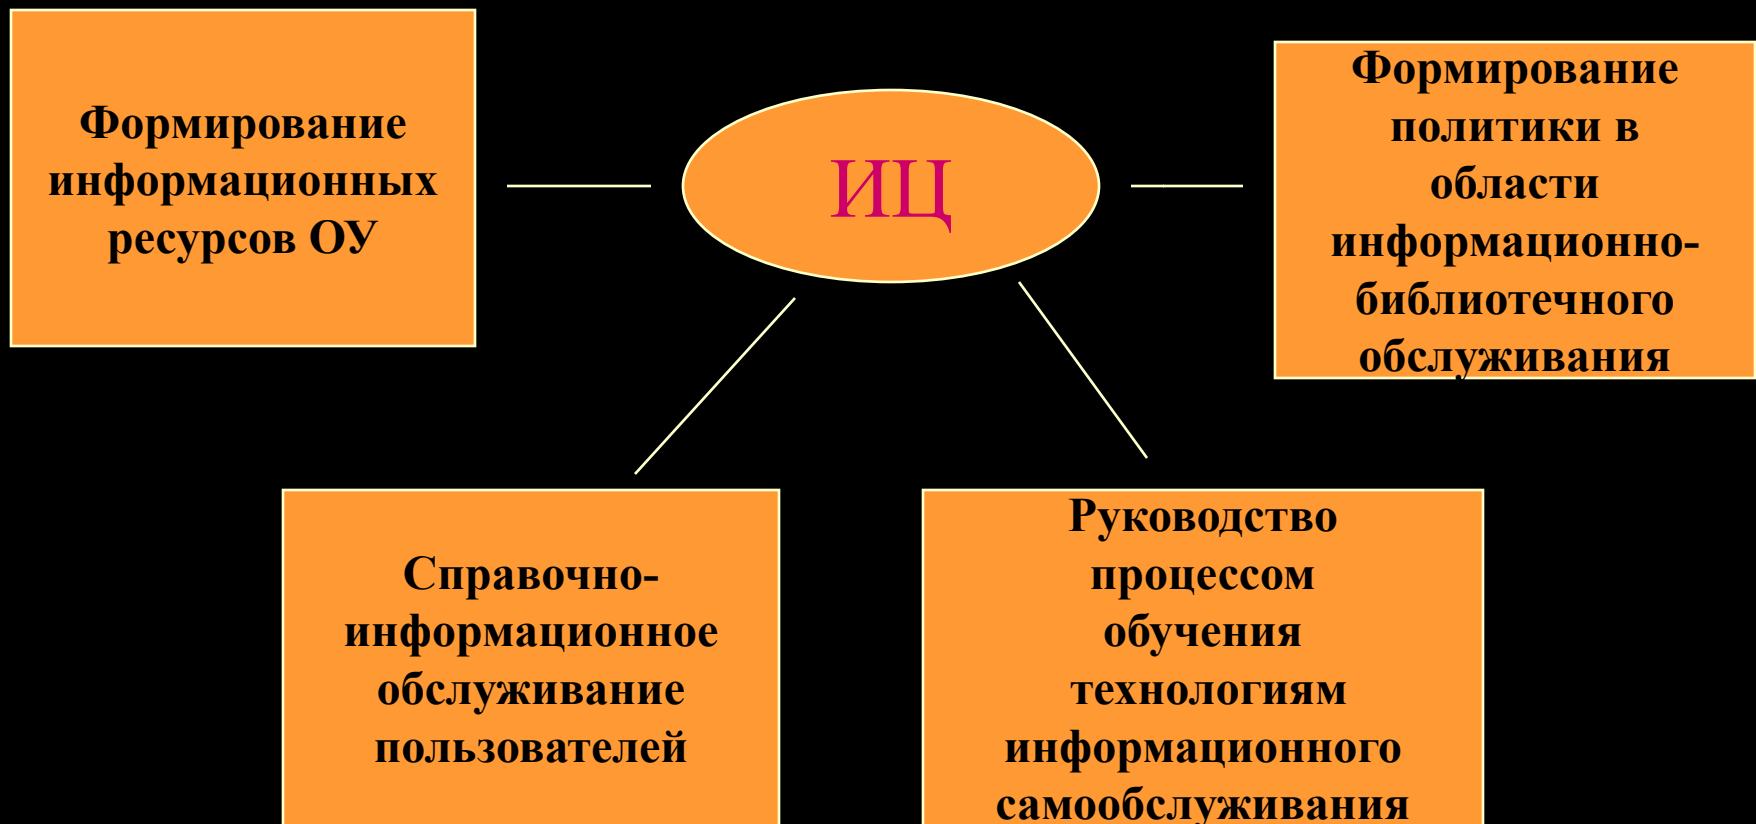 Формирование
информационных
ресурсов ОУ
ИЦ
Формирование
политики в
области
информационно-
библиотечного
обслуживания
Справочно-
информационное
обслуживание
пользователей
Руководство
процессом
обучения
технологиям
информационного
самообслуживания